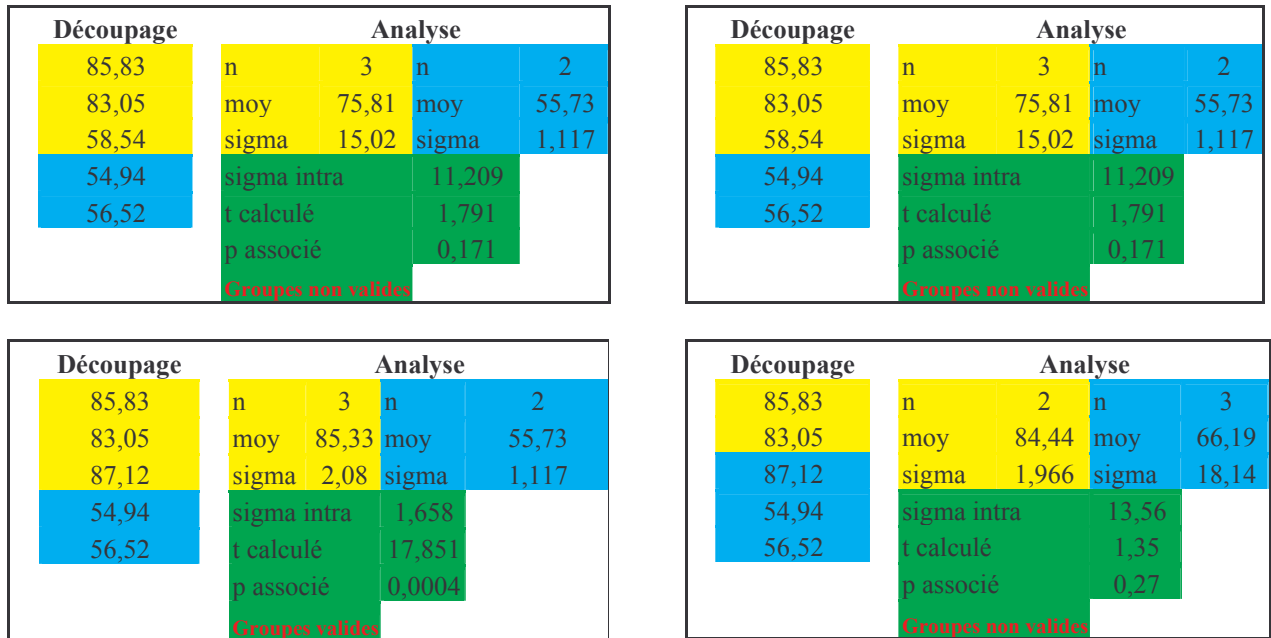 Découpage Analyse
85,83 n 3 n 2
83,05 moy 75,81 moy 55,73
58,54 sigma 15,02 sigma 1,117
54,94 sigma intra 11,209
56,52 t calculé 1,791
p associé 0,171
Groupes non valides
Découpage Analyse
85,83 n 3 n 2
83,05 moy 75,81 moy 55,73
58,54 sigma 15,02 sigma 1,117
54,94 sigma intra 11,209
56,52 t calculé 1,791
p associé 0,171
Groupes non valides
Découpage Analyse
85,83 n 3 n 2
83,05 moy 85,33 moy 55,73
87,12 sigma 2,08 sigma 1,117
54,94 sigma intra 1,658
56,52 t calculé 17,851
p associé 0,0004
Groupes valides
Découpage Analyse
85,83 n 2 n 3
83,05 moy 84,44 moy 66,19
87,12 sigma 1,966 sigma 18,14
54,94 sigma intra 13,56
56,52 t calculé 1,35
p associé 0,27
Groupes non valides